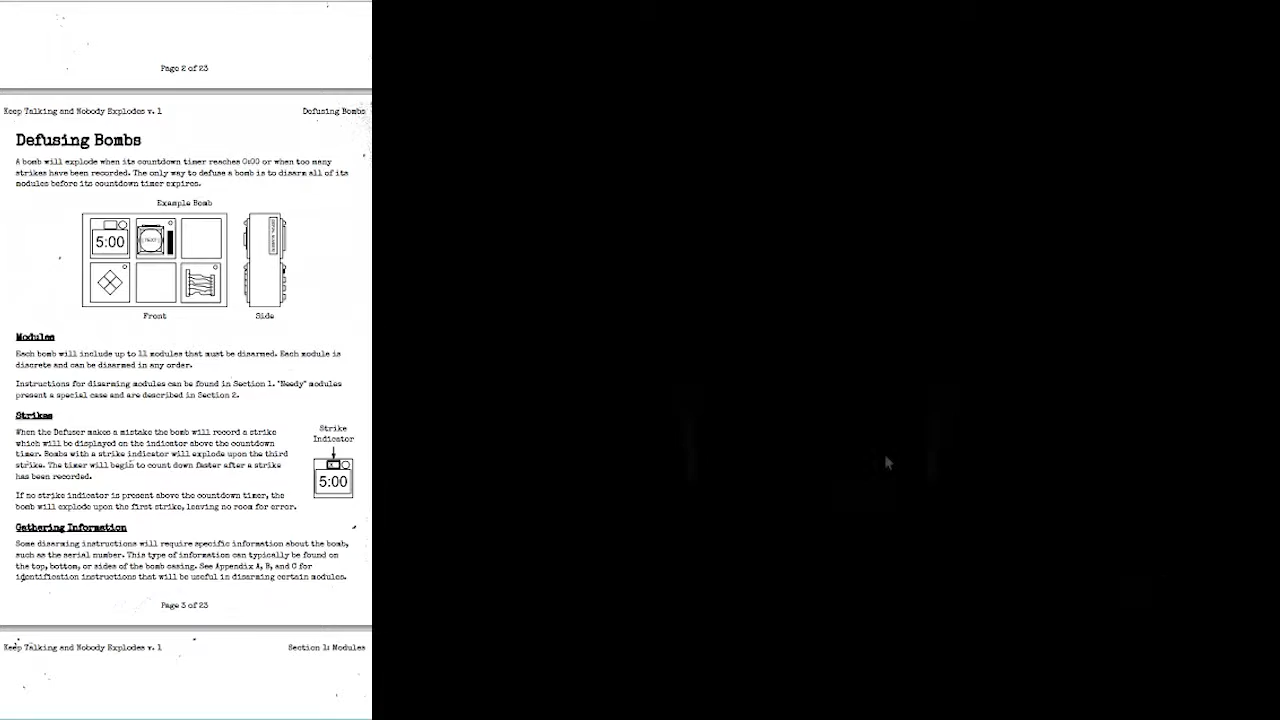 Page 2 of 23
Keep Talking and Nobody Explodes v. 1
Defusing Bombs
Defusing Bombs
A bomb will explode when its countdown timer reaches 0:00 or when too many
strikes have been recorded. The only way to defuse a bomb is to disarm all of its
modules before its countdown timer expires.
Example Bomb
5:00
Front
Side
Modules
Each bomb will include up to 11 modules that must be disarmed. Each module is
discrete and can be disarmed in any order.
Instructions for disarming modules can be found in Section 1. "Needy" modules
present a special case and are described in Section 2.
Strikes
When the Defuser makes a mistake the bomb will record a strike
which will be displayed on the indicator above the countdown
timer. Bombs with a strike indicator will explode upon the third
strike. The timer will begin to count down faster after a strike
has been recorded.
Strike
Indicator
5:00
If no strike indicator is present above the countdown timer, the
bomb will explode upon the first strike, leaving no room for error.
Gathering Information
Some disarming instructions will require specific information about the bomb,
such as the serial number. This type of information can typically be found on
the top, bottom, or sides of the bomb casing. See Appendix A, B, and C for
identification instructions that will be useful in disarming certain modules.
Page 3 of 23
Keep Talking and Nobody Explodes v. 1
Section 1: Modules